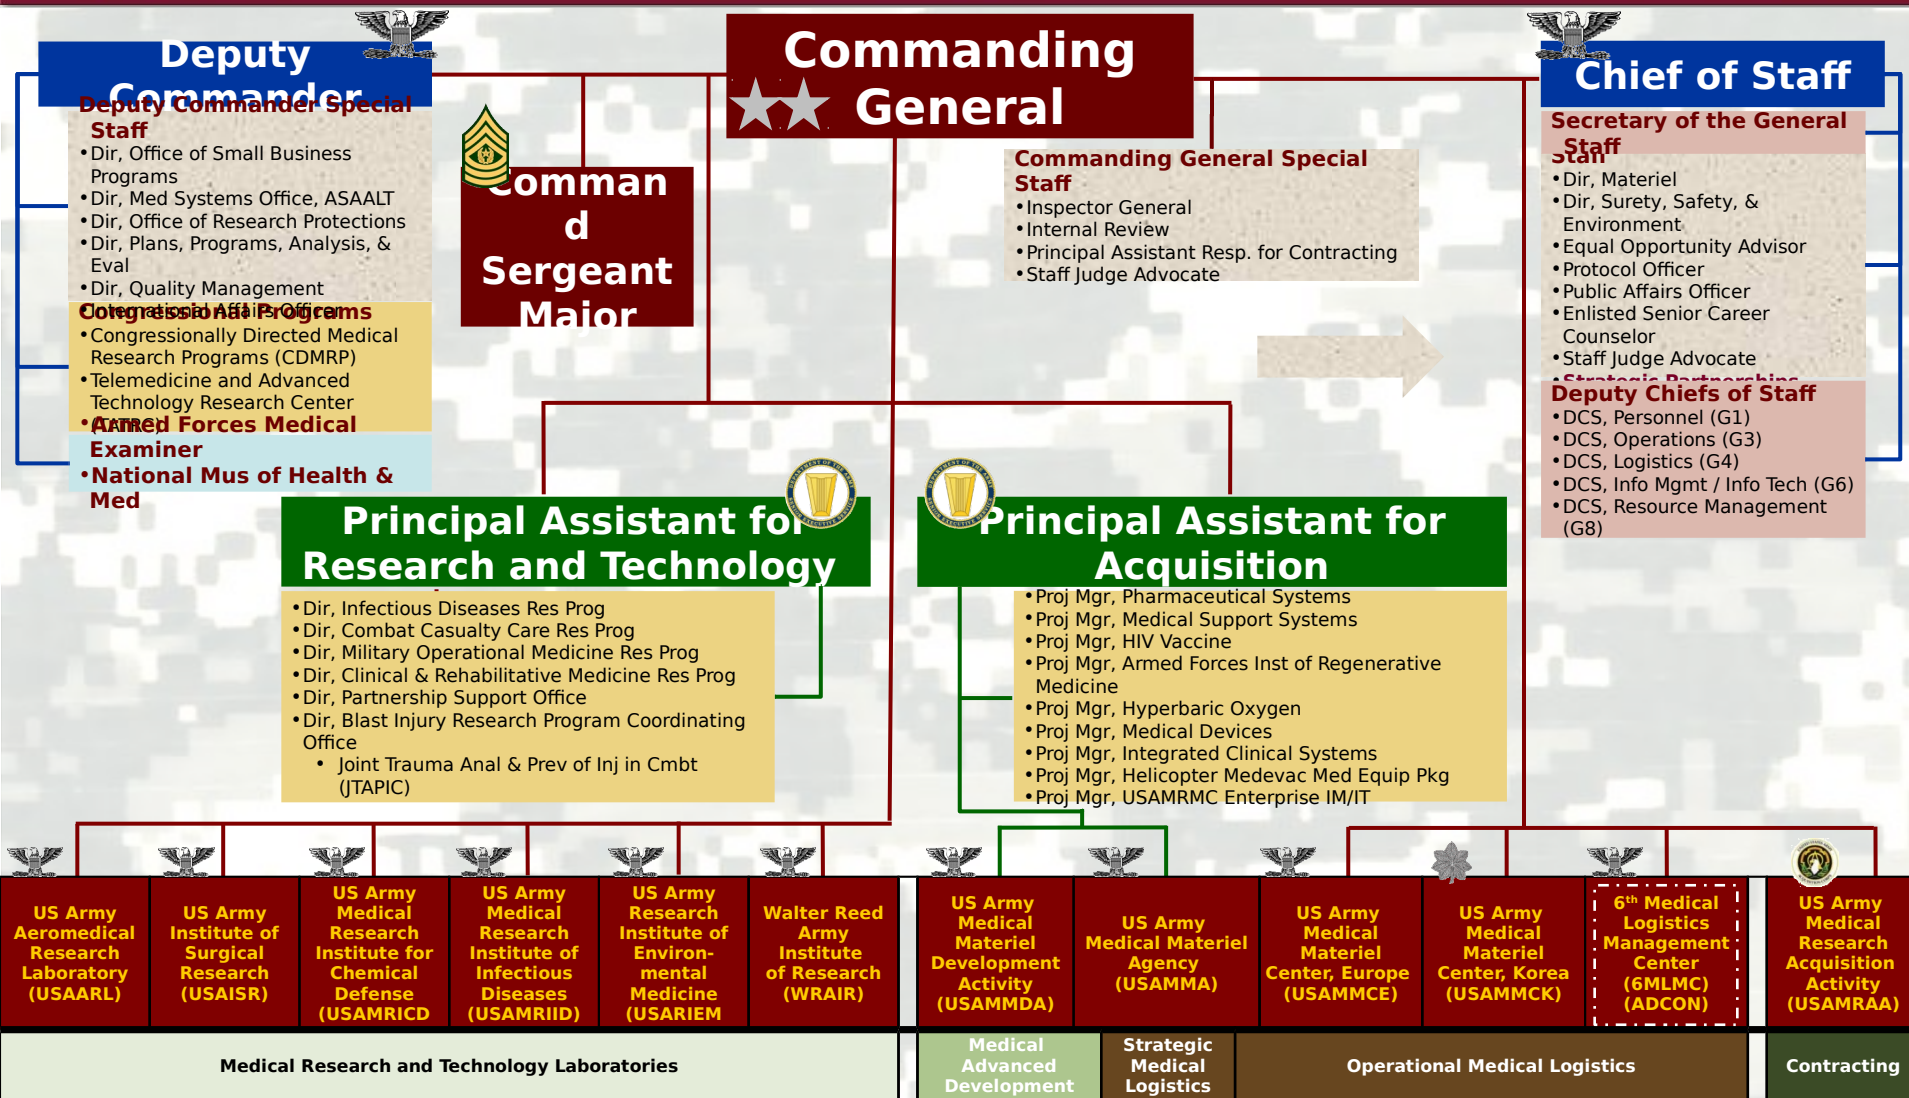 Deputy
Commander
Deputy Commander Special
Staff
•Dir, Office of Small Business
Programs
•Dir, Med Systems Office, ASAALT
•Dir, Office of Research Protections
•Dir, Plans, Programs, Analysis, &
Eval
•Dir, Quality Management
•International Affairs Officer
Congressional Programs
•Congressionally Directed Medical
Research Programs (CDMRP)
•Telemedicine and Advanced
Technology Research Center
(TATRC)
•Armed Forces Medical
Examiner
•National Mus of Health &
Med
Comman
d
Sergeant
Major
Commanding
General
Commanding General Special
Staff
•Inspector General
•Internal Review
•Principal Assistant Resp. for Contracting
•Staff Judge Advocate
Chief of Staff
Secretary of the General
Staff
Staff
•Dir, Materiel
•Dir, Surety, Safety, &
Environment
•Equal Opportunity Advisor
•Protocol Officer
•Public Affairs Officer
•Enlisted Senior Career
Counselor
•Staff Judge Advocate
•Strategic Partnerships
Deputy Chiefs of Staff
•DCS, Personnel (G1)
•DCS, Operations (G3)
•DCS, Logistics (G4)
•DCS, Info Mgmt / Info Tech (G6)
•DCS, Resource Management
(G8)
Principal Assistant for
Research and Technology
•Dir, Infectious Diseases Res Prog
•Dir, Combat Casualty Care Res Prog
•Dir, Military Operational Medicine Res Prog
•Dir, Clinical & Rehabilitative Medicine Res Prog
•Dir, Partnership Support Office
•Dir, Blast Injury Research Program Coordinating
Office
• Joint Trauma Anal & Prev of Inj in Cmbt
(JTAPIC)
Principal Assistant for
Acquisition
•Proj Mgr, Pharmaceutical Systems
•Proj Mgr, Medical Support Systems
•Proj Mgr, HIV Vaccine
•Proj Mgr, Armed Forces Inst of Regenerative
Medicine
•Proj Mgr, Hyperbaric Oxygen
•Proj Mgr, Medical Devices
•Proj Mgr, Integrated Clinical Systems
•Proj Mgr, Helicopter Medevac Med Equip Pkg
•Proj Mgr, USAMRMC Enterprise IM/IT
US Army
Aeromedical
Research
Laboratory
(USAARL)
US Army
Institute of
Surgical
Research
(USAISR)
US Army
Medical
Research
Institute for
Chemical
Defense
(USAMRICD
US Army
Medical
Research
Institute of
Infectious
Diseases
(USAMRIID)
US Army
Research
Institute of
Environ-
mental
Medicine
(USARIEM
Walter Reed
Army
Institute
of Research
(WRAIR)
US Army
Medical
Materiel
Development
Activity
(USAMMDA)
US Army
Medical Materiel
Agency
(USAMMA)
US Army
Medical
Materiel
Center, Europe
(USAMMCE)
US Army
Medical
Materiel
Center, Korea
(USAMMCK)
6th Medical
Logistics
Management
Center
(6MLMC)
(ADCON)
US Army
Medical
Research
Acquisition
Activity
(USAMRAA)
Medical Research and Technology Laboratories
Medical
Advanced
Development
Strategic
Medical
Logistics
Operational Medical Logistics
Contracting